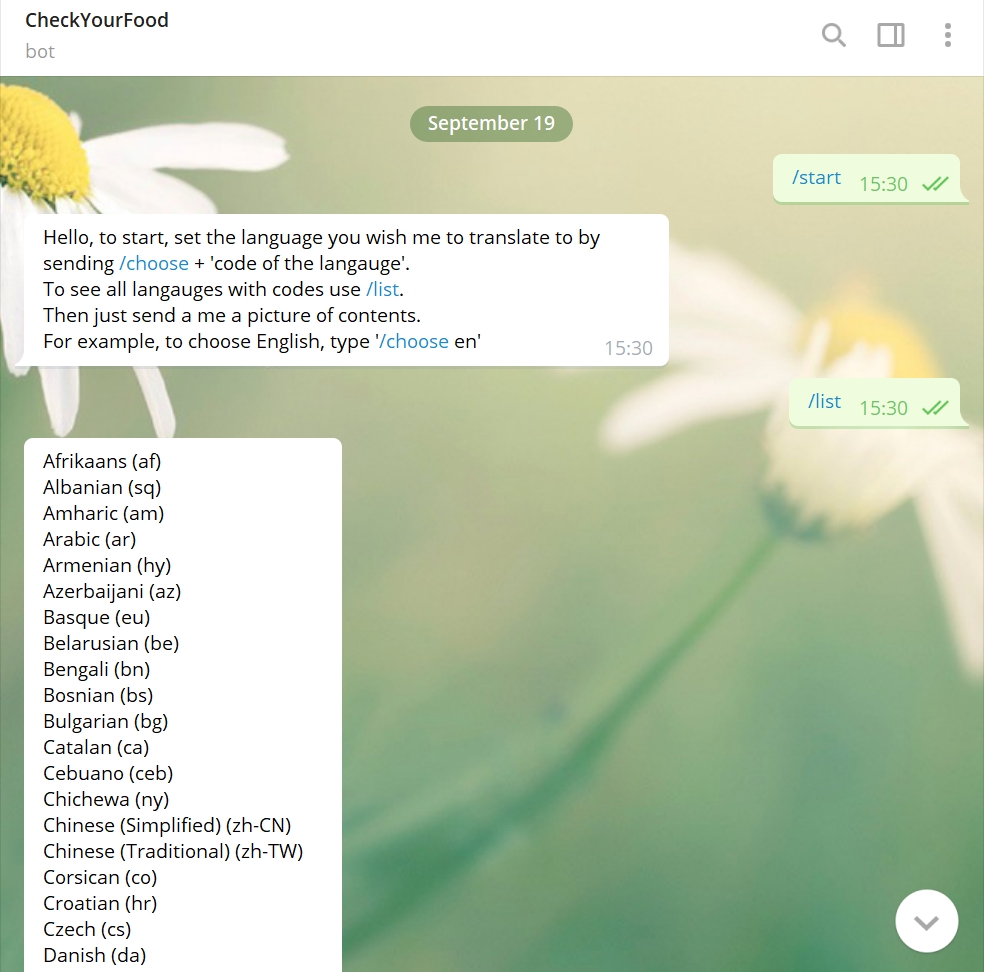 CheckYourFood
bot
September 19
/start 15:30
Hello, to start, set the language you wish me to translate to by
sending /choose + 'code of the langauge'.
To see all langauges with codes use /list.
Then just send a me a picture of contents.
For example, to choose English, type '/choose en'
15:30
/list 15:30
Afrikaans (af)
Albanian (sq)
Amharic (am)
Arabic (ar)
Armenian (hy)
Azerbaijani (az)
Basque (eu)
Belarusian (be)
Bengali (bn)
Bosnian (bs)
Bulgarian (bg)
Catalan (ca)
Cebuano (ceb)
Chichewa (ny)
Chinese (Simplified) (zh-CN)
Chinese (Traditional) (zh-TW)
Corsican (co)
Croatian (hr)
Czech (cs)
Danish (da)